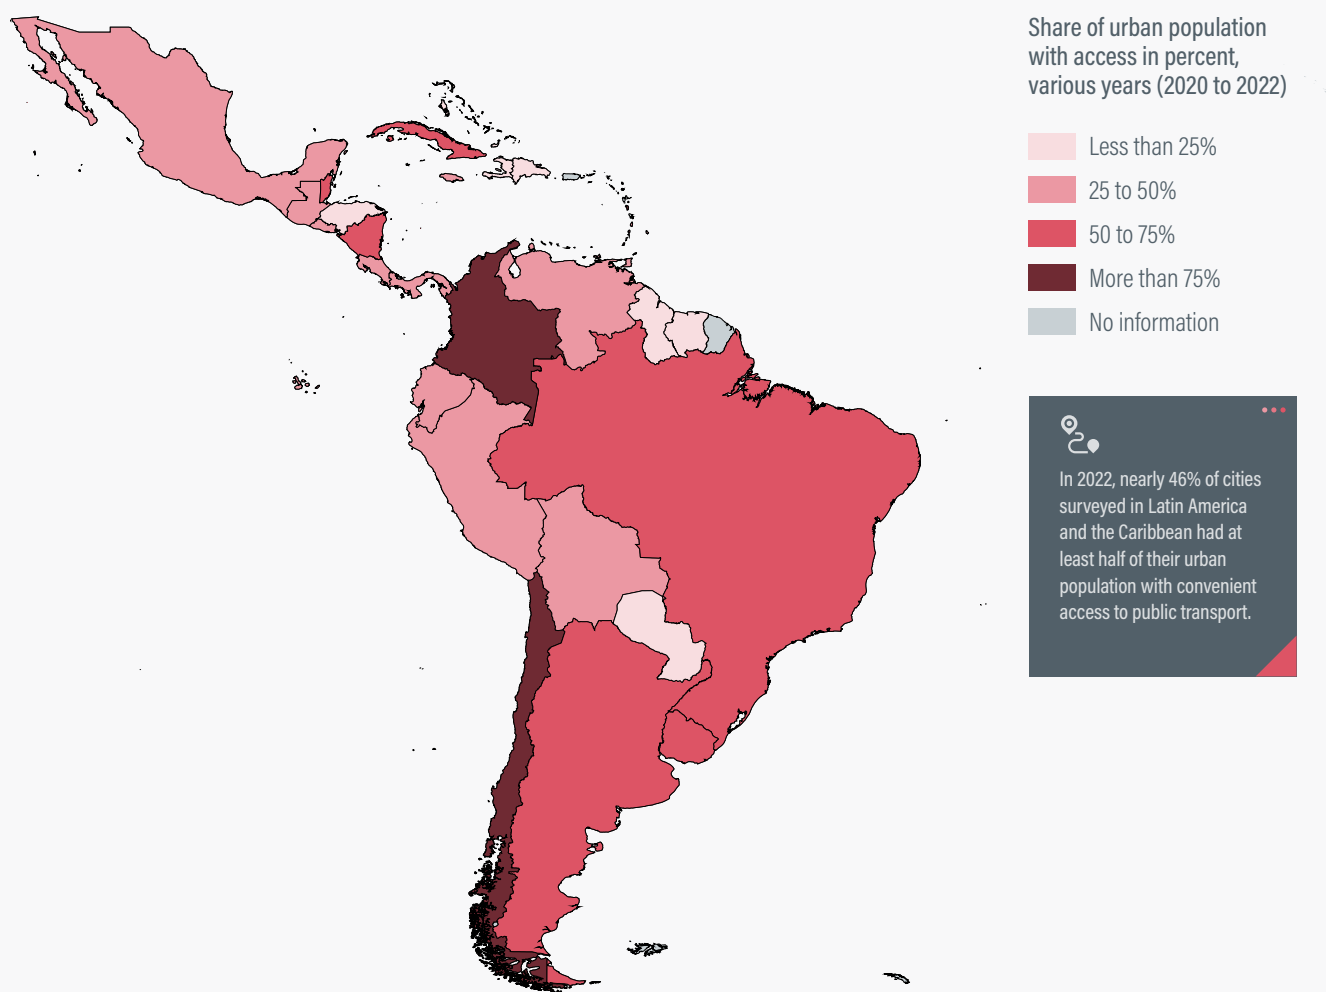 Share of urban population
with access in percent,
various years (2020 to 2022)
Less than 25%
25 to 50%
50 to 75%
More than 75%
No information
In 2022, nearly 46% of cities
surveyed in Latin America
and the Caribbean had at
least half of their urban
population with convenient
access to public transport.